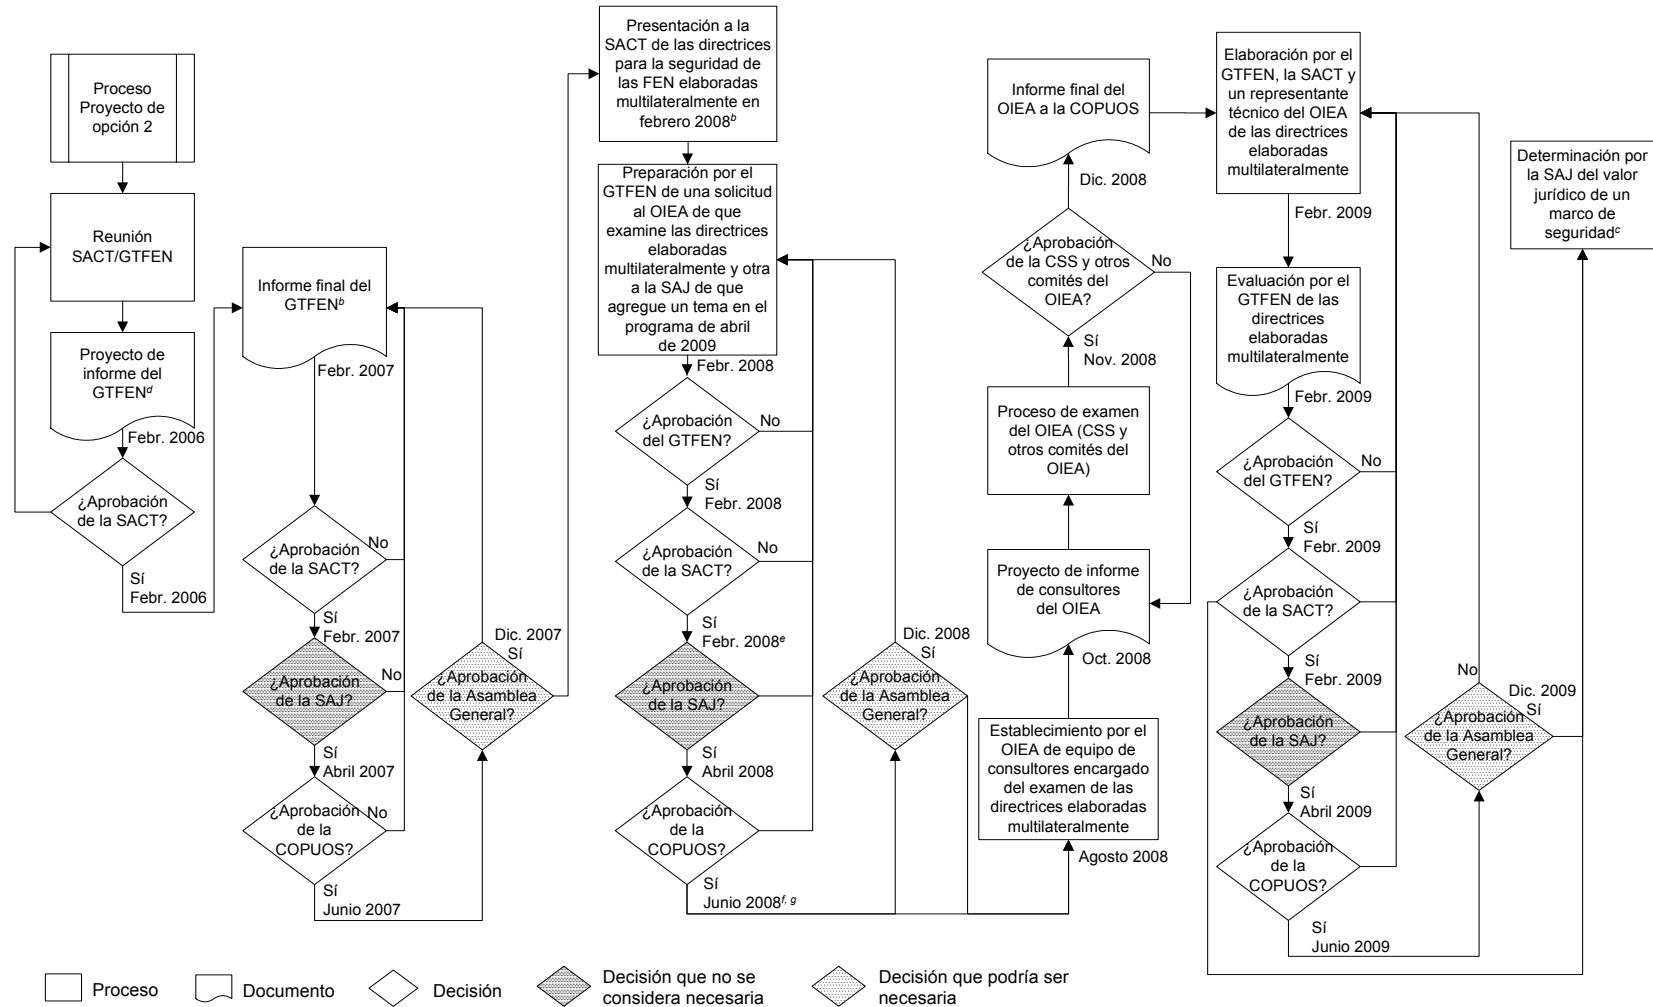 Proceso
Proyecto de
opción 2
Reunión
SACT/GTFEN
Proyecto de
informe del
GTFENd
Febr. 2006
¿Aprobación
de la SACT?
Sí
Febr. 2006
Informe final del
GTFENb
Febr. 2007
¿Aprobación
de la SACT?
No
Sí
Febr. 2007
¿Aprobación
de la SAJ?
No
Sí
Abril 2007
¿Aprobación
de la
COPUOS?
No
Sí
Junio 2007
Dic. 2007
Sí
¿Aprobación
de la Asamblea
General?
Presentación a la
SACT de las directrices
para la seguridad de
las FEN elaboradas
multilateralmente en
febrero 2008b
Preparación por el
GTFEN de una solicitud
al OIEA de que
examine las directrices
elaboradas
multilateralmente y otra
a la SAJ de que
agregue un tema en el
programa de abril
de 2009
Febr. 2008
¿Aprobación
del GTFEN?
No
Sí
Febr. 2008
¿Aprobación
de la SACT?
No
Sí
Febr. 2008e
¿Aprobación
de la SAJ?
Sí
Abril 2008
¿Aprobación
de la
COPUOS?
Sí
Junio 2008f, g
Dic. 2008
Sí
¿Aprobación
de la Asamblea
General?
Informe final del
OIEA a la COPUOS
Dic. 2008
¿Aprobación
de la CSS y otros
comités del
OIEA?
No
Sí
Nov. 2008
Proceso de examen
del OIEA (CSS y
otros comités del
OIEA)
Proyecto de informe
de consultores
del OIEA
Oct. 2008
Establecimiento por el
OIEA de equipo de
consultores encargado
del examen de las
directrices elaboradas
multilateralmente
Agosto 2008
Elaboración por el
GTFEN, la SACT y
un representante
técnico del OIEA
de las directrices
elaboradas
multilateralmente
Febr. 2009
Evaluación por el
GTFEN de las
directrices
elaboradas
multilateralmente
Febr. 2009
¿Aprobación
del GTFEN?
No
Sí
Febr. 2009
¿Aprobación
de la SACT?
Sí
Febr. 2009
¿Aprobación
de la SAJ?
Sí
Abril 2009
¿Aprobación
de la
COPUOS?
Sí
Junio 2009
No
Dic. 2009
Sí
¿Aprobación
de la Asamblea
General?
Determinación por
la SAJ del valor
jurídico de un
marco de
seguridadc
Proceso
Documento
Decisión
Decisión que no se
considera necesaria
Decisión que podría ser
necesaria